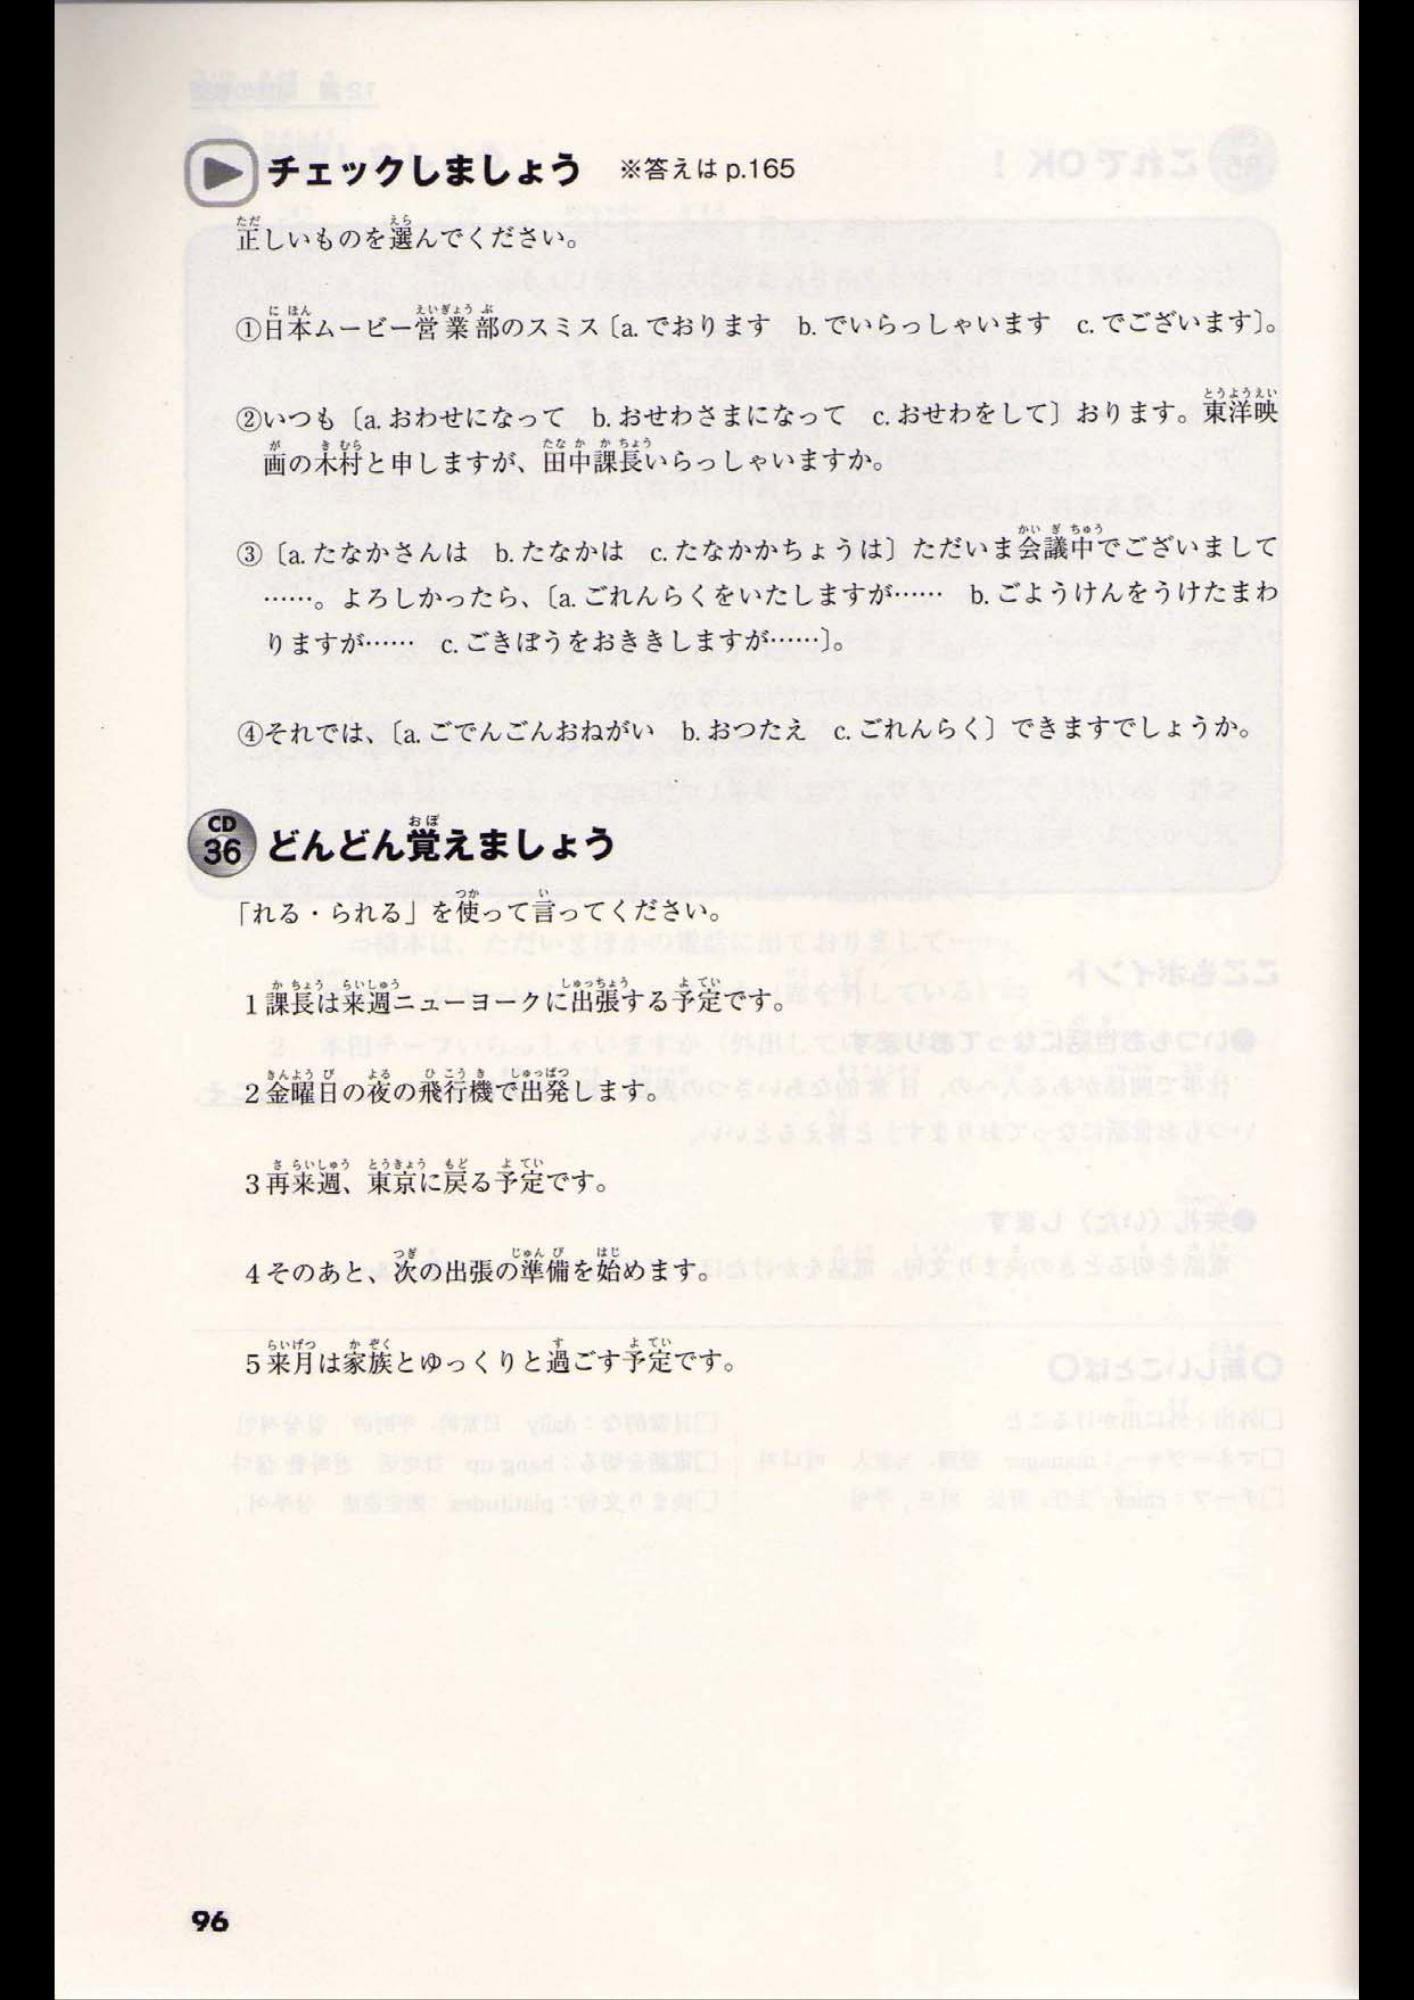 チェックしましょう ※答えは p.165
正しいものを選んでください。
①日本ムービー営業部のスミス〔a. でおります b. でいらっしゃいます c. でございます〕。
②いつも〔a. おわせになって b. おせわさまになって c. おせわをして〕おります。東洋映
画の木村と申しますが、田中課長いらっしゃいますか。
③〔a. たなかさんは b. たなかは c. たなかかちょうは〕ただいま会議中でございまして
……。よろしかったら、〔a. ごれんらくをいたしますが…… b. ごようけんをうけたまわ
りますが…… c. ごきぼうをおききしますが……〕。
④それでは、〔a. ごでんごんおねがい b. おつたえ c. ごれんらく〕できますでしょうか。
CD
36 どんどん覚えましょう
「れる・られる」を使って言ってください。
1 課長は来週ニューヨークに出張する予定です。
2 金曜日の夜の飛行機で出発します。
3 再来週、東京に戻る予定です。
4 そのあと、次の出張の準備を始めます。
5 来月は家族とゆっくりと過ごす予定です。
96